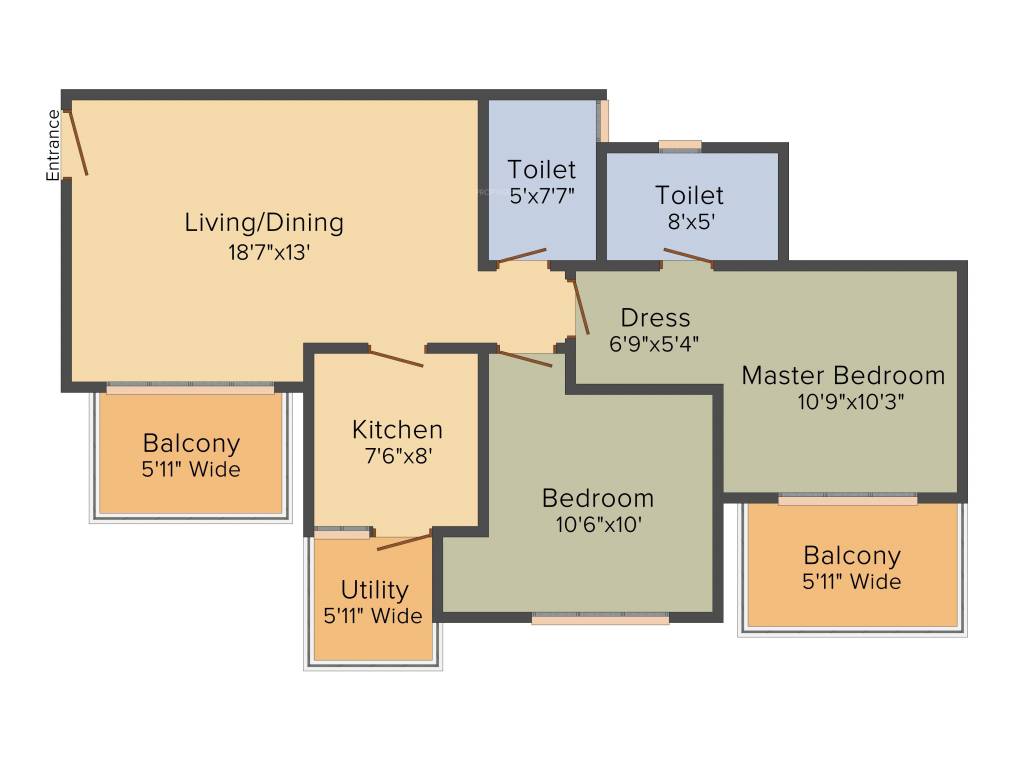 Entrance
Living/Dining
18'7"x13'
Toilet
5'x7'7"
Toilet
8'x5'
Dress
6'9"x5'4"
Master Bedroom
10'9"x10'3"
Kitchen
7'6"x8'
Balcony
5'11" Wide
Bedroom
10'6"x10'
Utility
5'11" Wide
Balcony
5'11" Wide